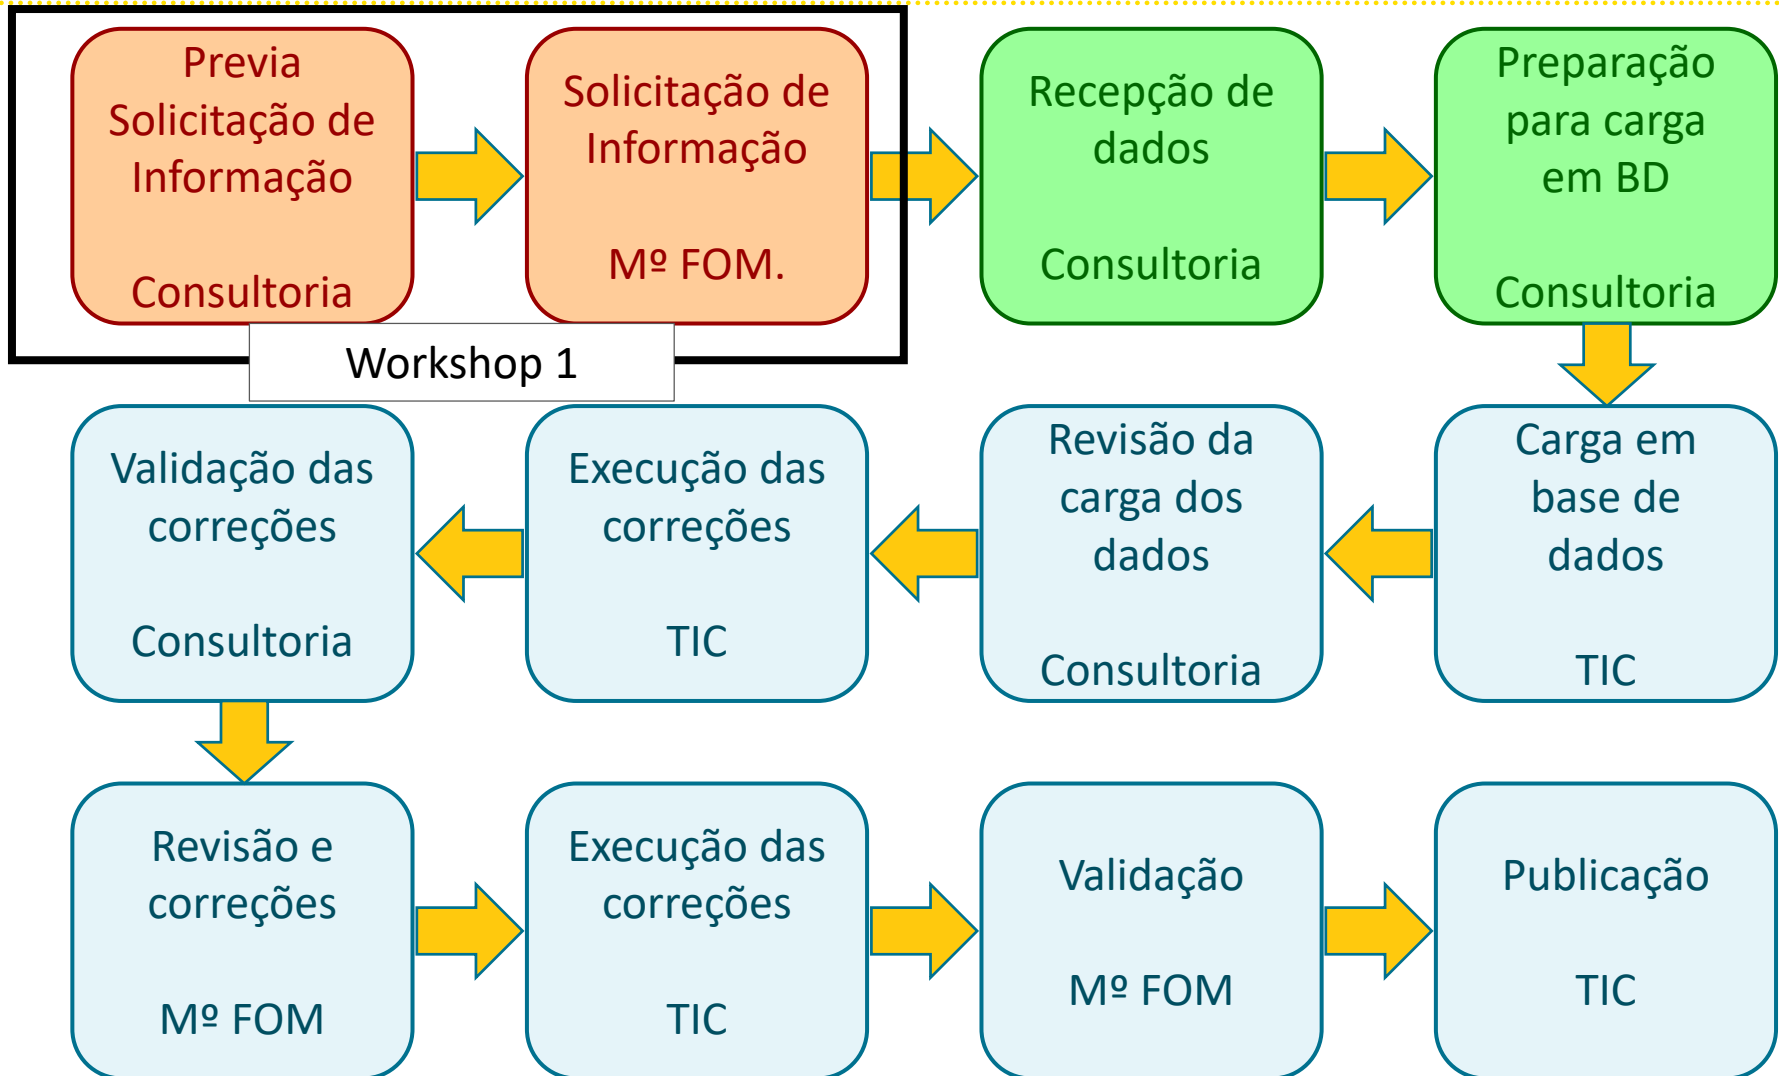 Previa
Solicitação de
Informação
Consultoria
Solicitação de
Informação
Mº FOM.
Workshop 1
Recepção de
dados
Consultoria
Preparação
para carga
em BD
Consultoria
Carga em
base de
dados
TIC
Revisão da
carga dos
dados
Consultoria
Execução das
correções
TIC
Validação das
correções
Consultoria
Revisão e
correções
Mº FOM
Execução das
correções
TIC
Validação
Mº FOM
Publicação
TIC